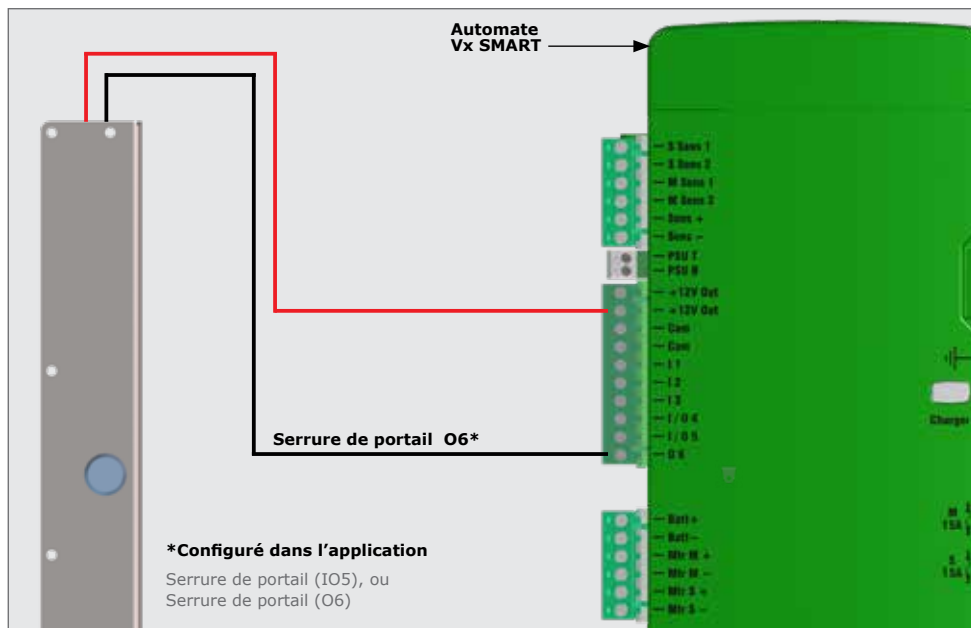 Automate
Vx SMART
S Sens 1
S Sens 2
M Sens 1
M Sens 2
Sens +
Sens –
PSU T
PSU N
+12V Out
+12V Out
Com
Com
I 1
I 2
I 3
I/O 4
I/O 5
O 6
Charger
Serrure de portail O6*
Batt+
Batt–
Mtr M +
Mtr M –
Mtr S +
Mtr S –
M
15A
S
15A
*Configuré dans l’application
Serrure de portail (IO5), ou
Serrure de portail (O6)